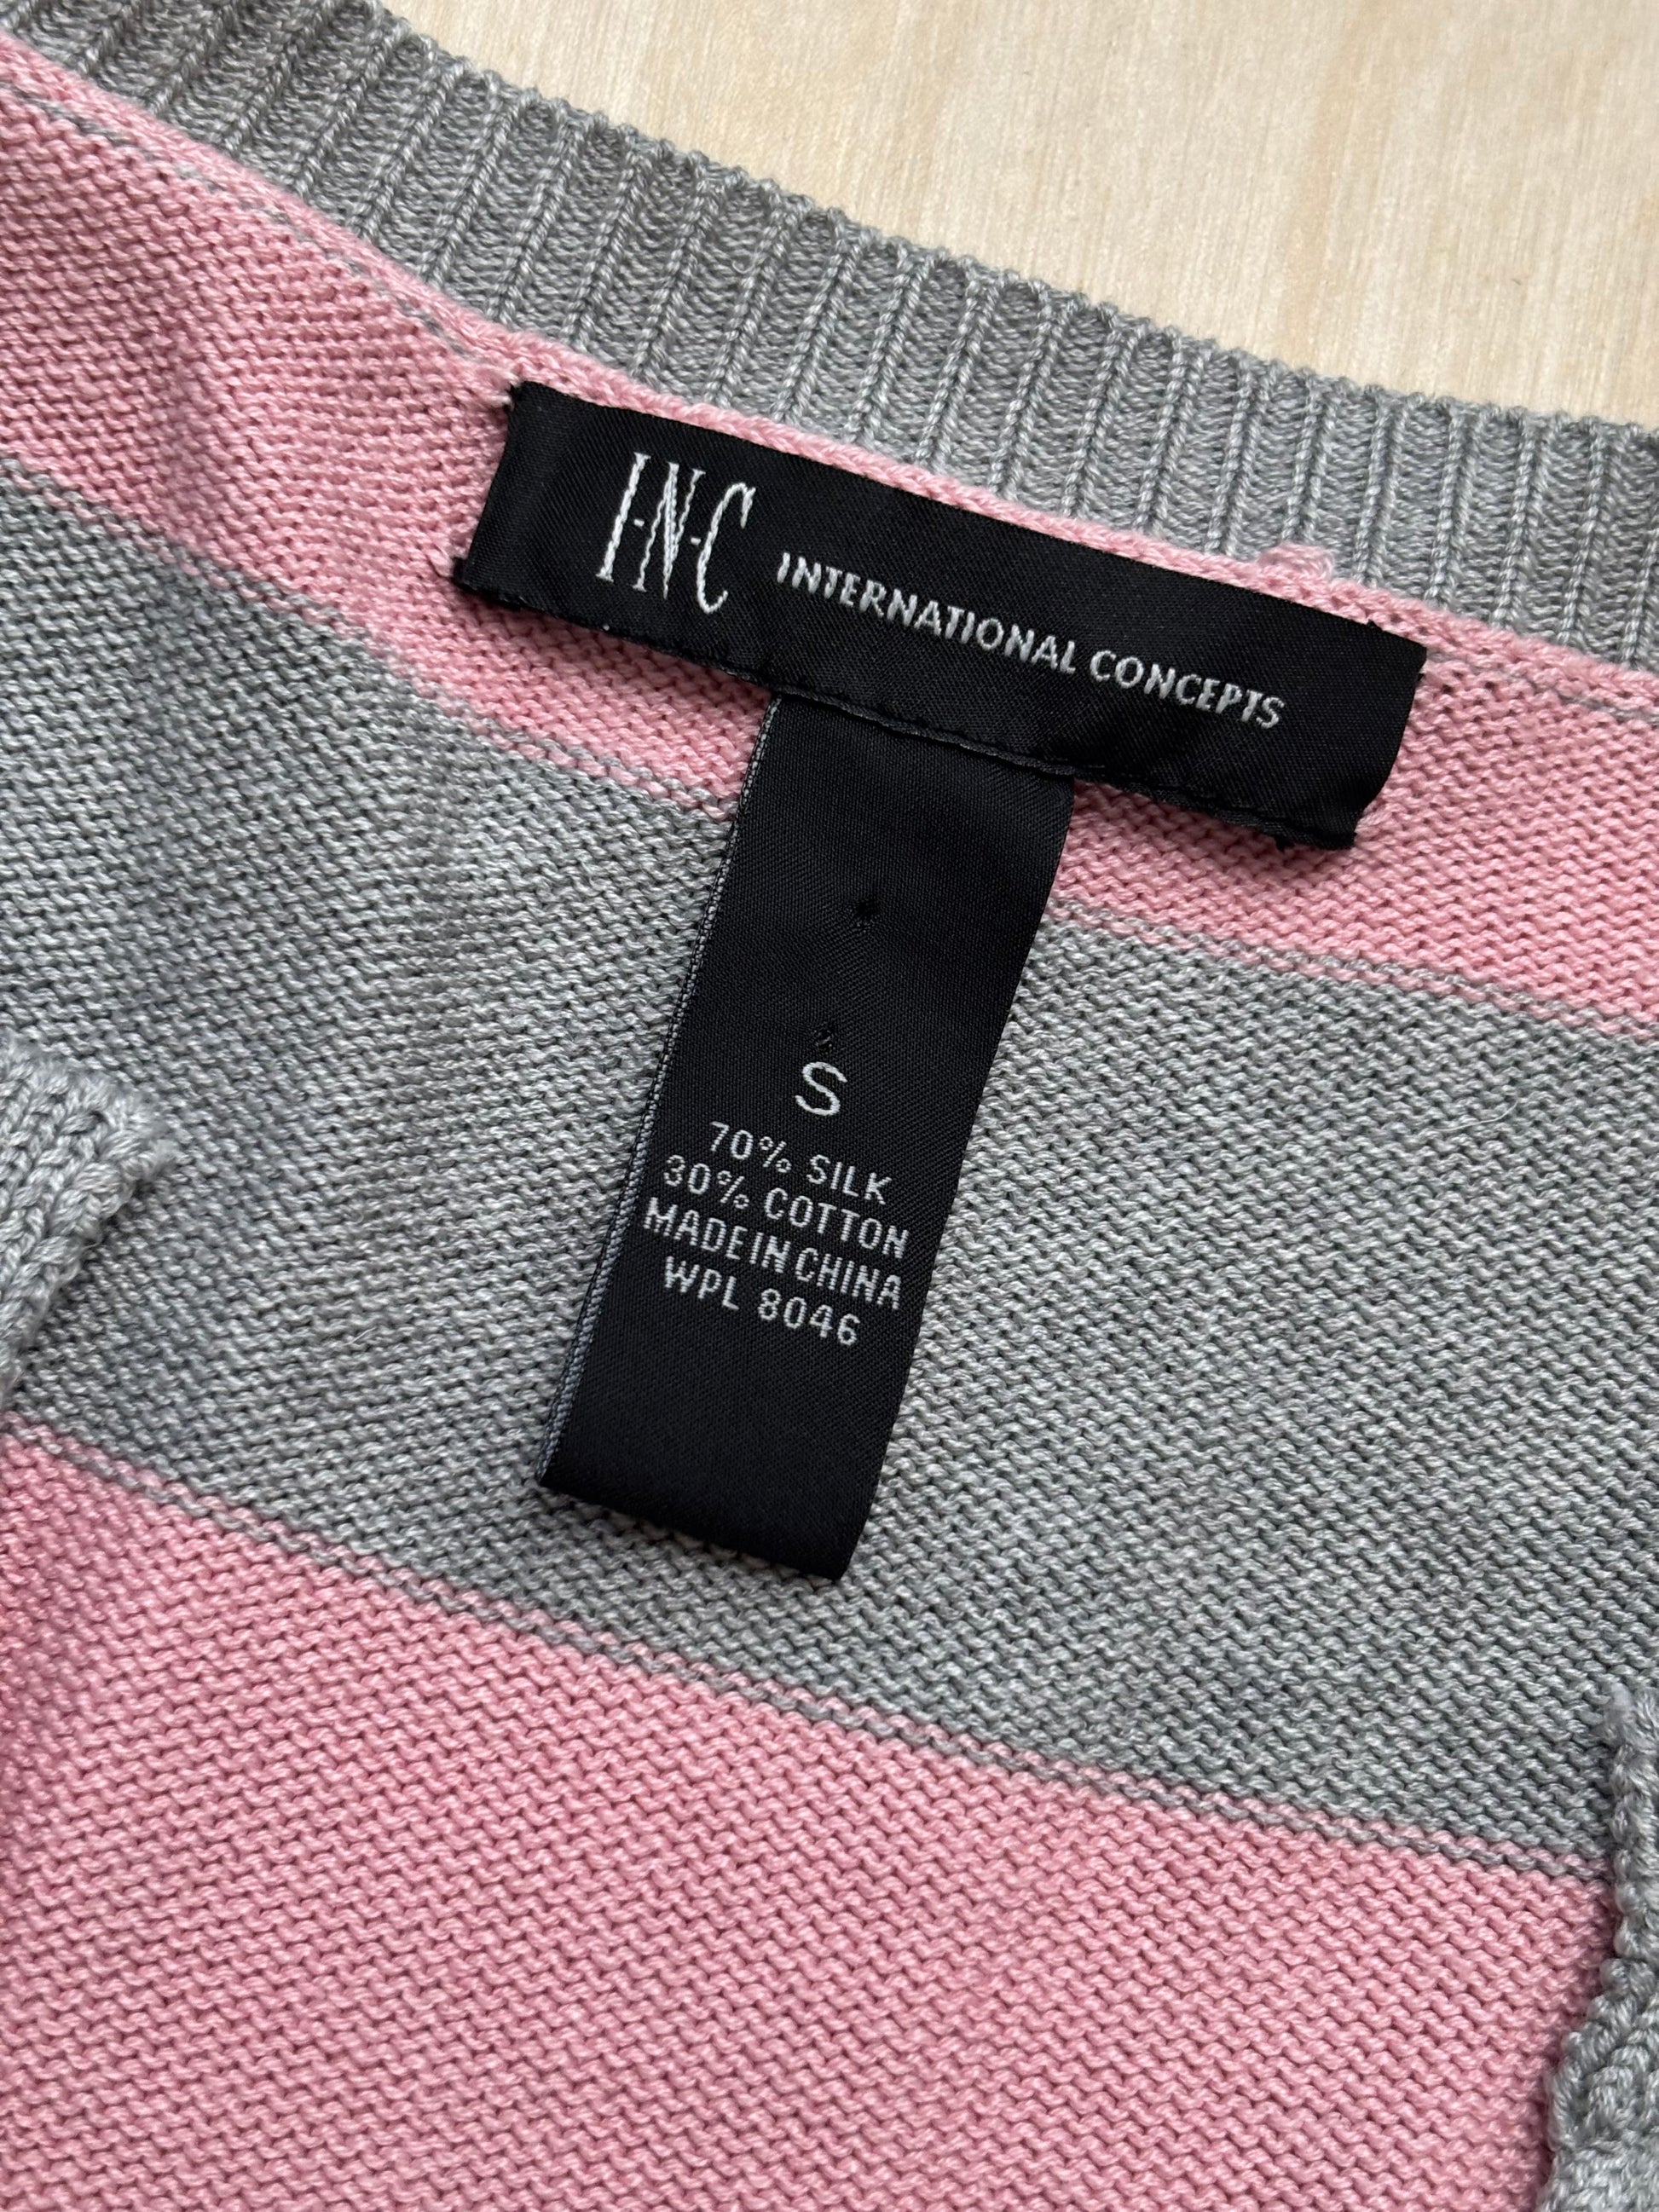 I·N·C INTERNATIONAL CONCEPTS
S
70% SILK
30% COTTON
MADE IN CHINA
WPL 8046